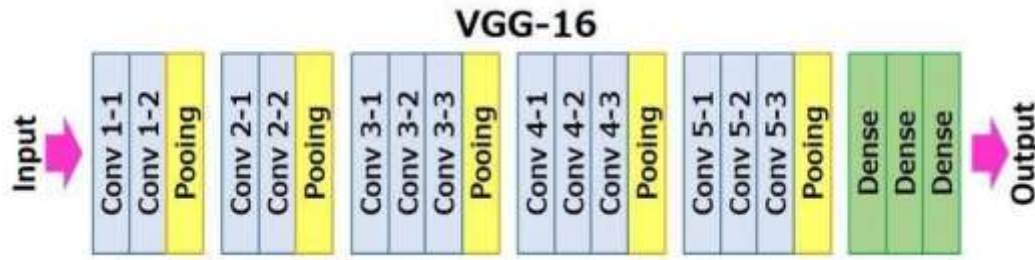 VGG-16
Input
Conv 1-1
Conv 1-2
Pooing
Conv 2-1
Conv 2-2
Pooing
Conv 3-1
Conv 3-2
Conv 3-3
Pooing
Conv 4-1
Conv 4-2
Conv 4-3
Pooing
Conv 5-1
Conv 5-2
Conv 5-3
Pooing
Dense
Dense
Dense
Output